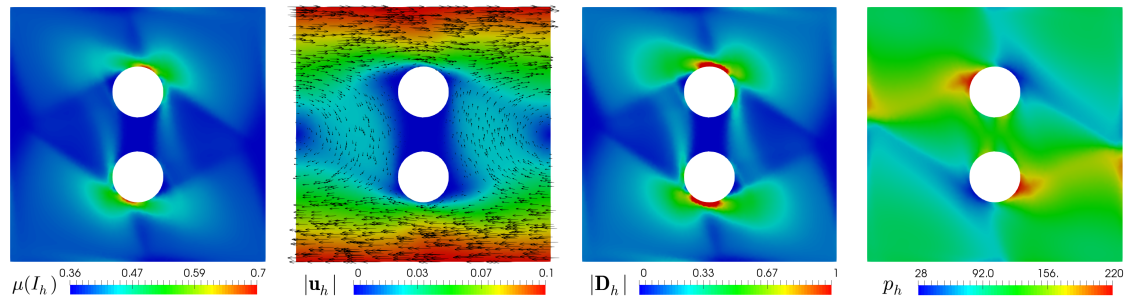 0.36 0.47 0.59 0.7
μ(I_h)
0 0.03 0.07 0.1
|𝐮_h|
0 0.33 0.67 1
|𝐃_h|
28 92.0 156. 220
p_h